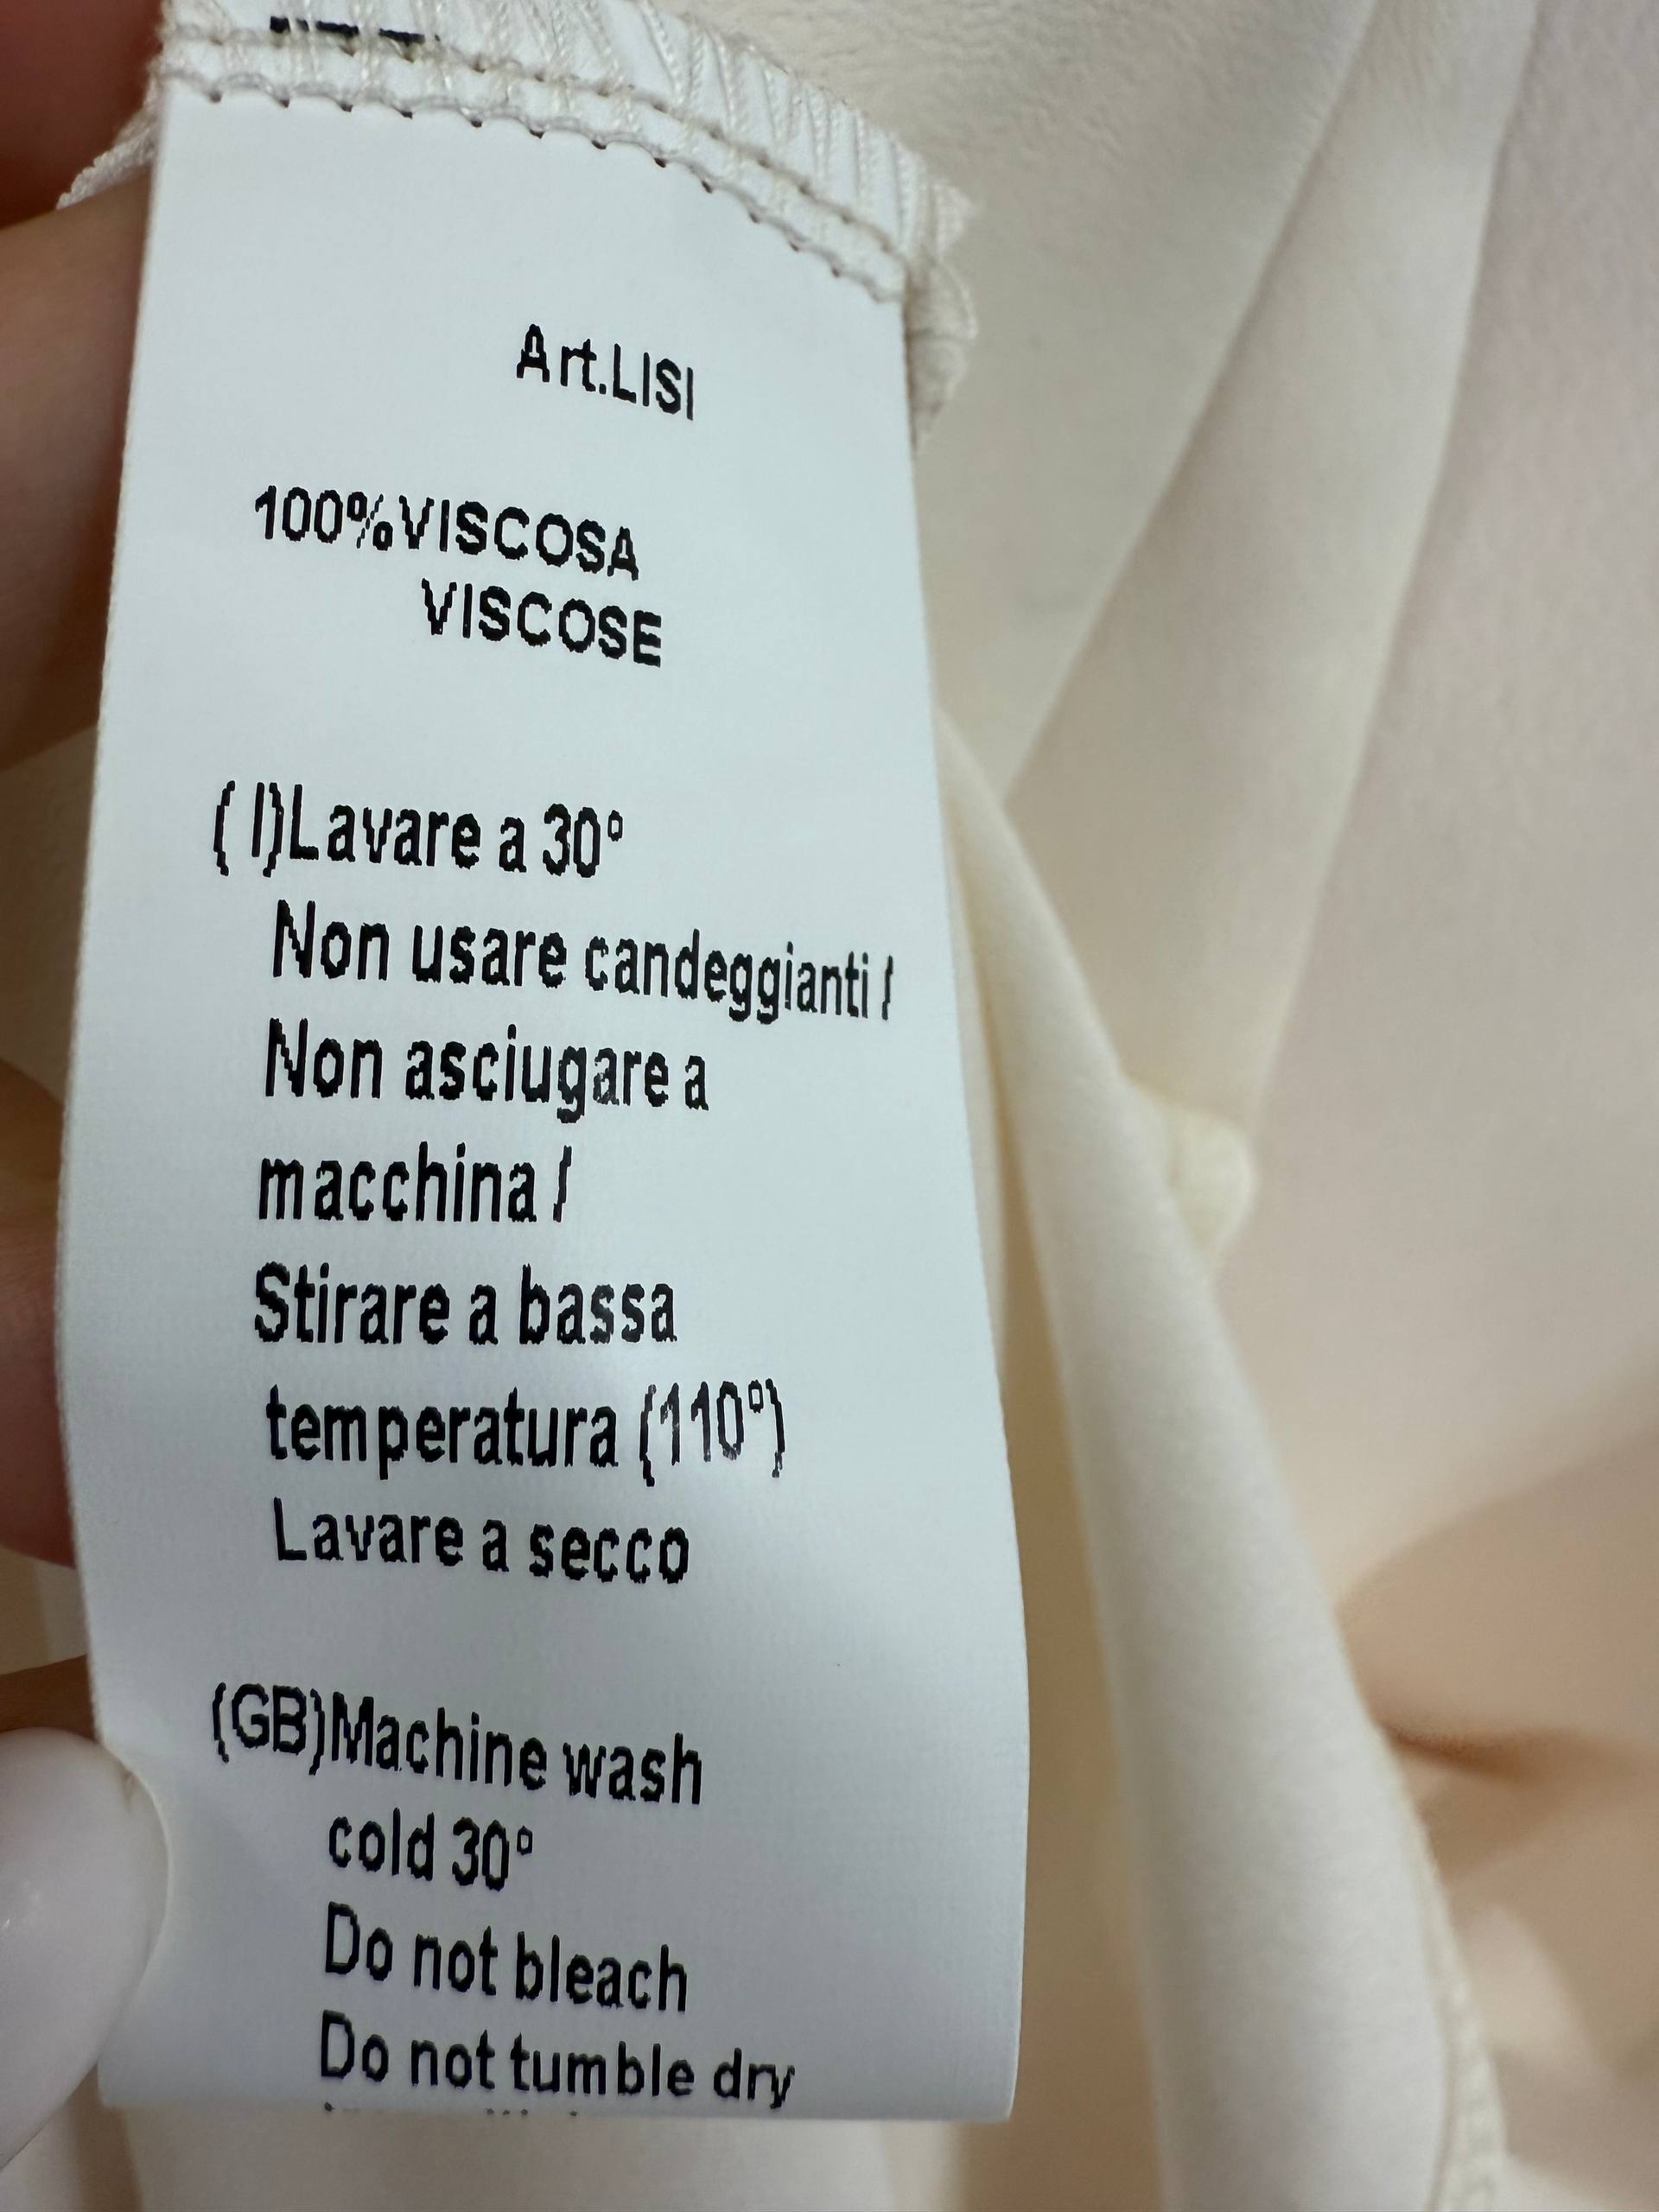 Art.LISI
100%VISCOSA
VISCOSE
( I)Lavare a 30°
Non usare candeggianti /
Non asciugare a
macchina /
Stirare a bassa
temperatura (110°)
Lavare a secco
(GB)Machine wash
cold 30°
Do not bleach
Do not tumble dry